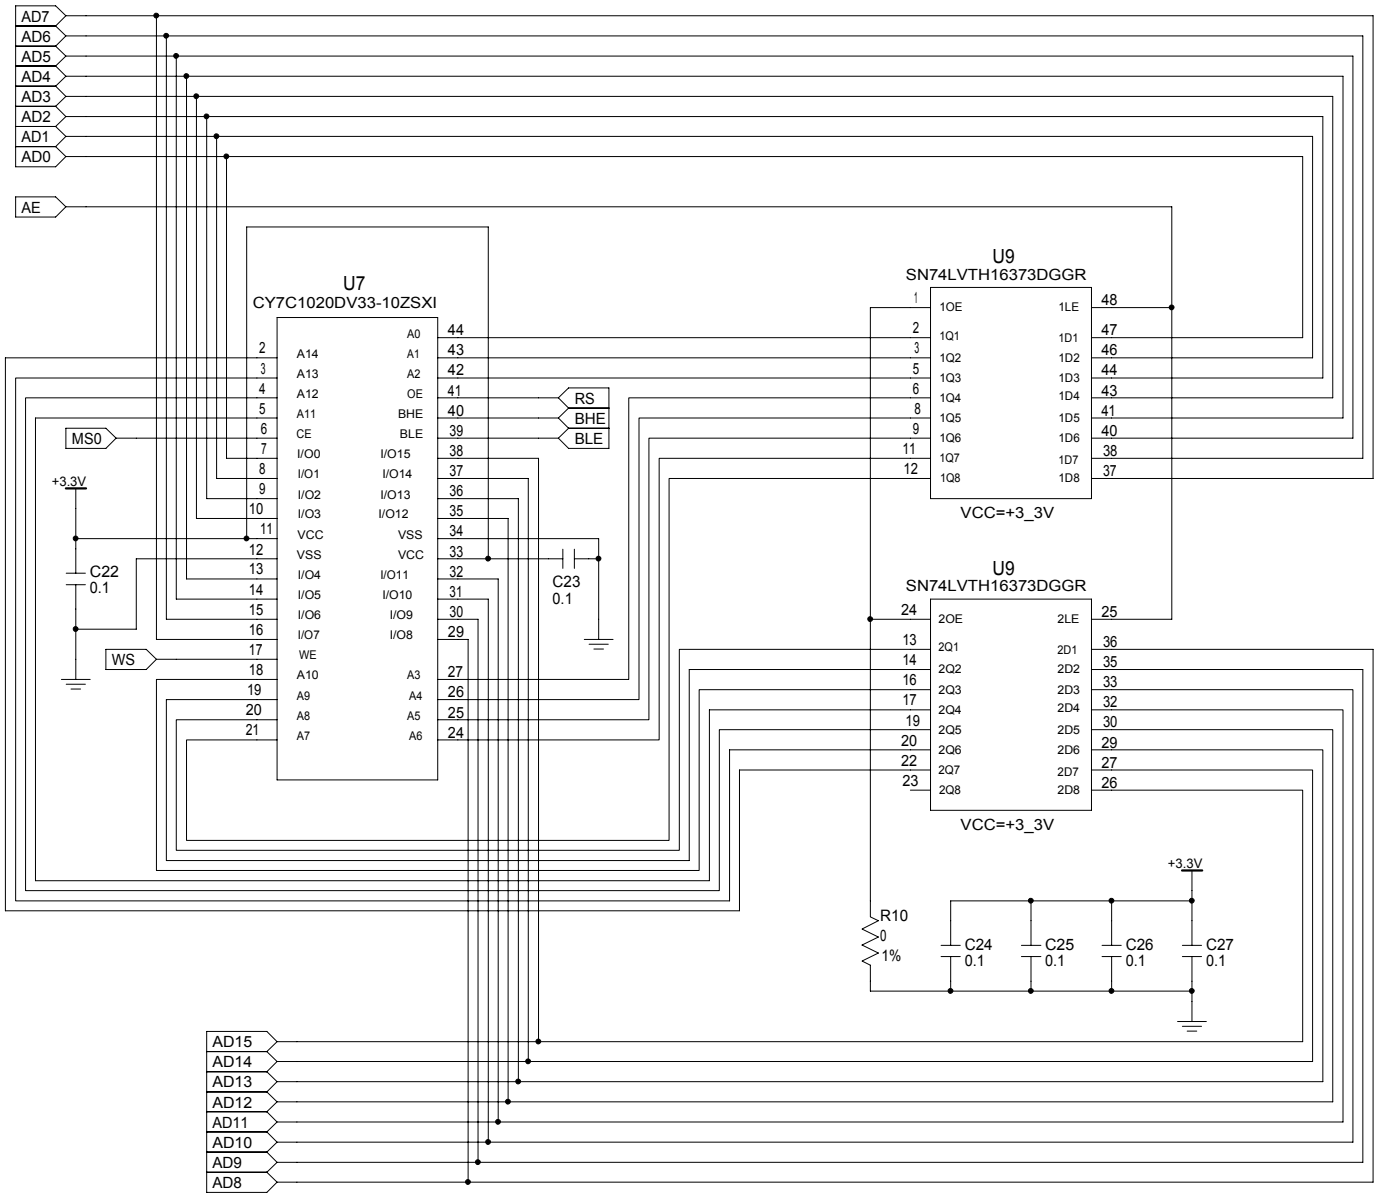 AD7
AD6
AD5
AD4
AD3
AD2
AD1
AD0
AE
U7
CY7C1020DV33-10ZSXI
2 A14
3 A13
4 A12
5 A11
6 CE
7 I/O0
8 I/O1
9 I/O2
10 I/O3
11 VCC
12 VSS
13 I/O4
14 I/O5
15 I/O6
16 I/O7
17 WE
18 A10
19 A9
20 A8
21 A7
A0 44
A1 43
A2 42
OE 41
BHE 40
BLE 39
I/O15 38
I/O14 37
I/O13 36
I/O12 35
VSS 34
VCC 33
I/O11 32
I/O10 31
I/O9 30
I/O8 29
A3 27
A4 26
A5 25
A6 24
RS
BHE
BLE
MS0
+3.3V
C22
0.1
WS
C23
0.1
U9
SN74LVTH16373DGGR
1 1OE
2 1Q1
3 1Q2
5 1Q3
6 1Q4
8 1Q5
9 1Q6
11 1Q7
12 1Q8
1LE 48
1D1 47
1D2 46
1D3 44
1D4 43
1D5 41
1D6 40
1D7 38
1D8 37
VCC=+3_3V
U9
SN74LVTH16373DGGR
24 2OE
13 2Q1
14 2Q2
16 2Q3
17 2Q4
19 2Q5
20 2Q6
22 2Q7
23 2Q8
2LE 25
2D1 36
2D2 35
2D3 33
2D4 32
2D5 30
2D6 29
2D7 27
2D8 26
VCC=+3_3V
+3.3V
R10
0
1%
C24
0.1
C25
0.1
C26
0.1
C27
0.1
AD15
AD14
AD13
AD12
AD11
AD10
AD9
AD8